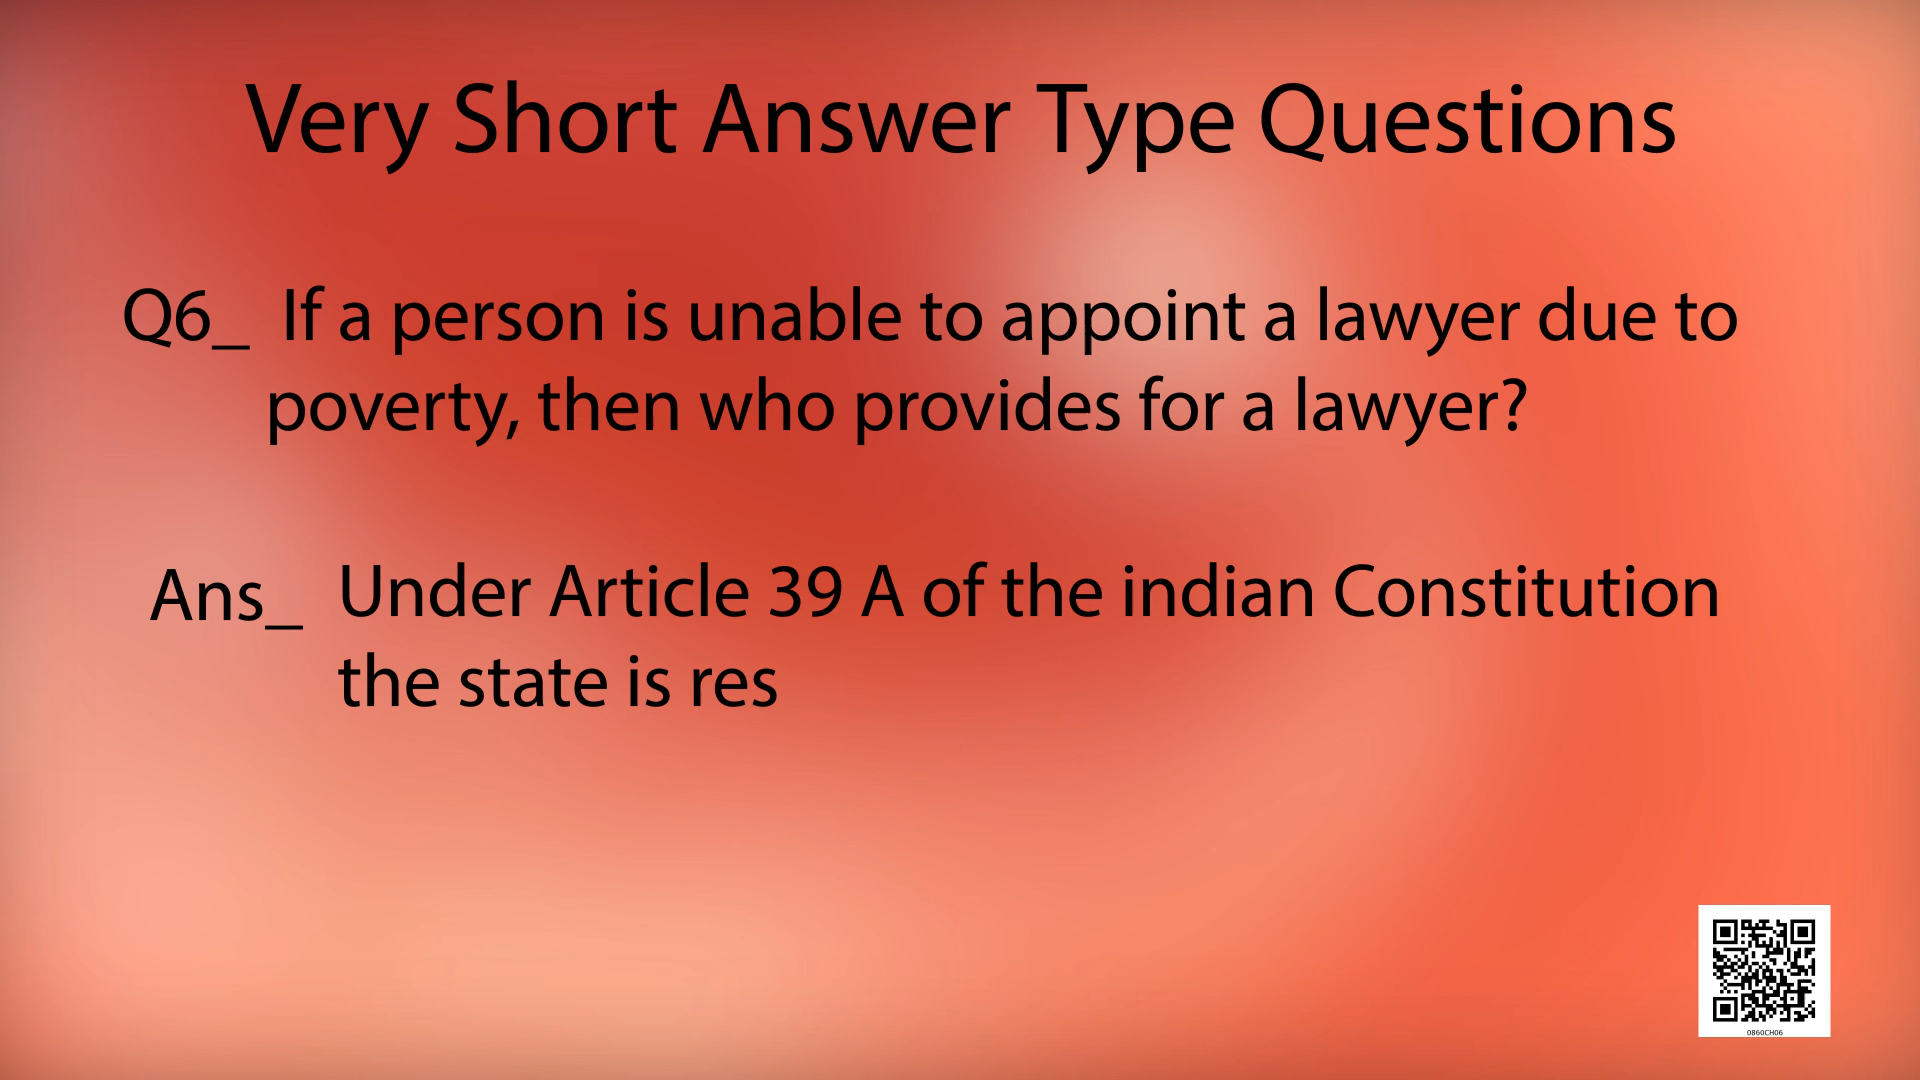 Very Short Answer Type Questions
Q6_ If a person is unable to appoint a lawyer due to
poverty, then who provides for a lawyer?
Ans_ Under Article 39 A of the indian Constitution
the state is res
0860CH06